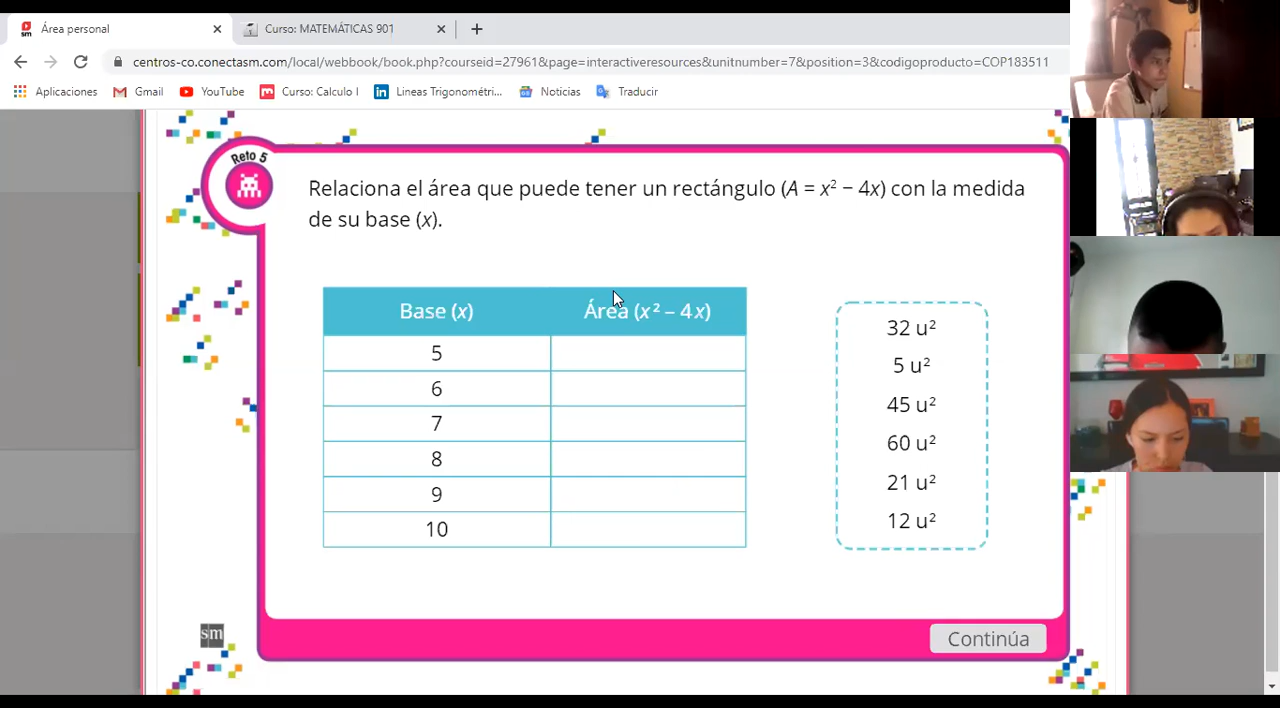 Área personal
Curso: MATEMÁTICAS 901
centros-co.conectasm.com/local/webbook/book.php?courseid=27961&page=interactiveresources&unitnumber=7&position=3&codigoproducto=COP183511
Aplicaciones Gmail YouTube Curso: Calculo I Lineas Trigonométri... Noticias Traducir
Reto 5
Relaciona el área que puede tener un rectángulo (A = x² − 4x) con la medida
de su base (x).
Base (x) Área (x² − 4x)
5
6
7
8
9
10
32 u²
5 u²
45 u²
60 u²
21 u²
12 u²
sm
Continúa